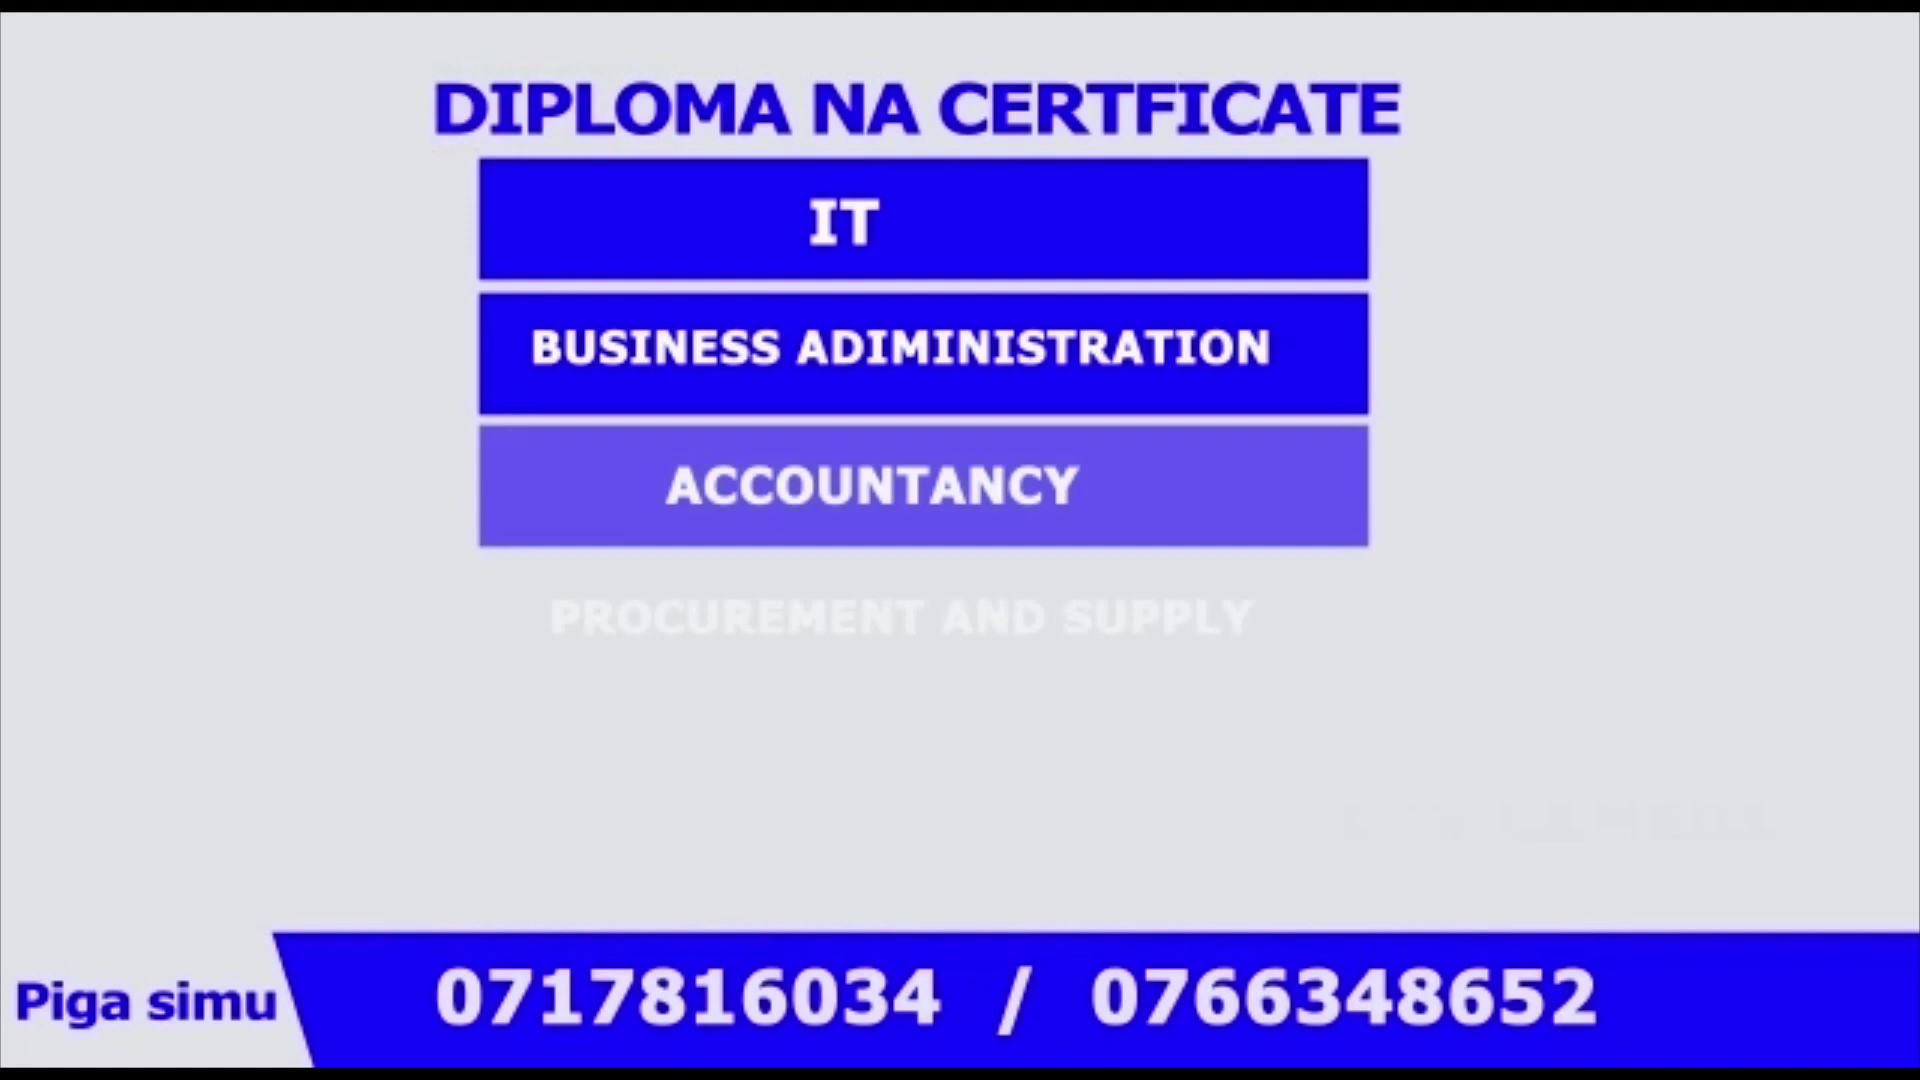 DIPLOMA NA CERTFICATE
IT
BUSINESS ADIMINISTRATION
ACCOUNTANCY
PROCUREMENT AND SUPPLY
Piga simu 0717816034 / 0766348652